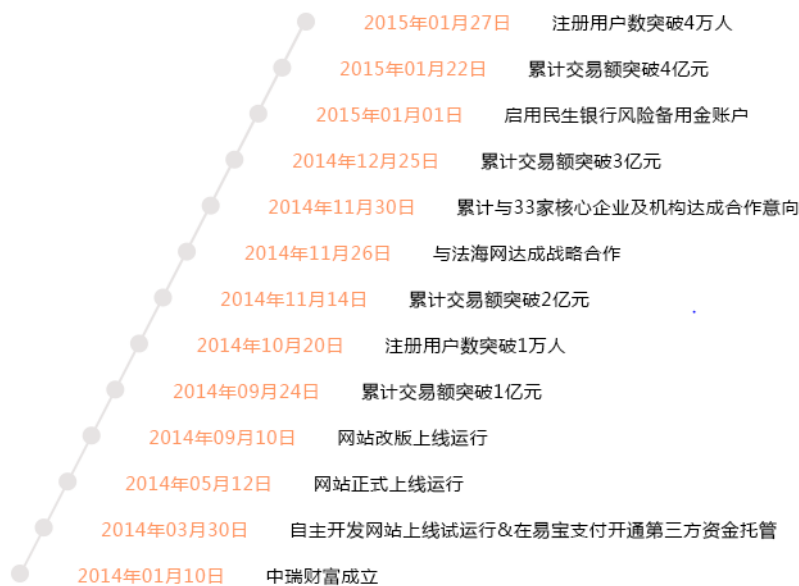 2015年01月27日 注册用户数突破4万人
2015年01月22日 累计交易额突破4亿元
2015年01月01日 启用民生银行风险备用金账户
2014年12月25日 累计交易额突破3亿元
2014年11月30日 累计与33家核心企业及机构达成合作意向
2014年11月26日 与法海网达成战略合作
2014年11月14日 累计交易额突破2亿元
2014年10月20日 注册用户数突破1万人
2014年09月24日 累计交易额突破1亿元
2014年09月10日 网站改版上线运行
2014年05月12日 网站正式上线运行
2014年03月30日 自主开发网站上线试运行&在易宝支付开通第三方资金托管
2014年01月10日 中瑞财富成立